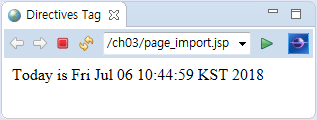 Directives Tag
/ch03/page_import.jsp
Today is Fri Jul 06 10:44:59 KST 2018